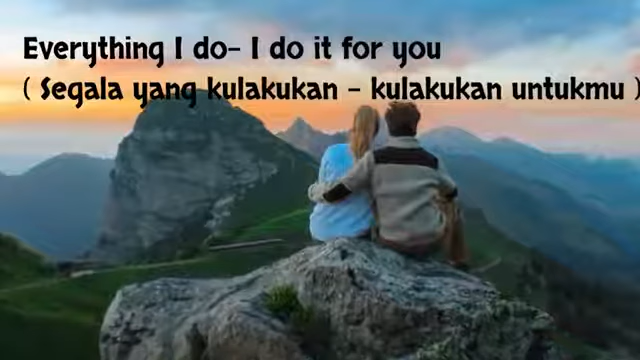 Everything I do- I do it for you
( Segala yang kulakukan - kulakukan untukmu )